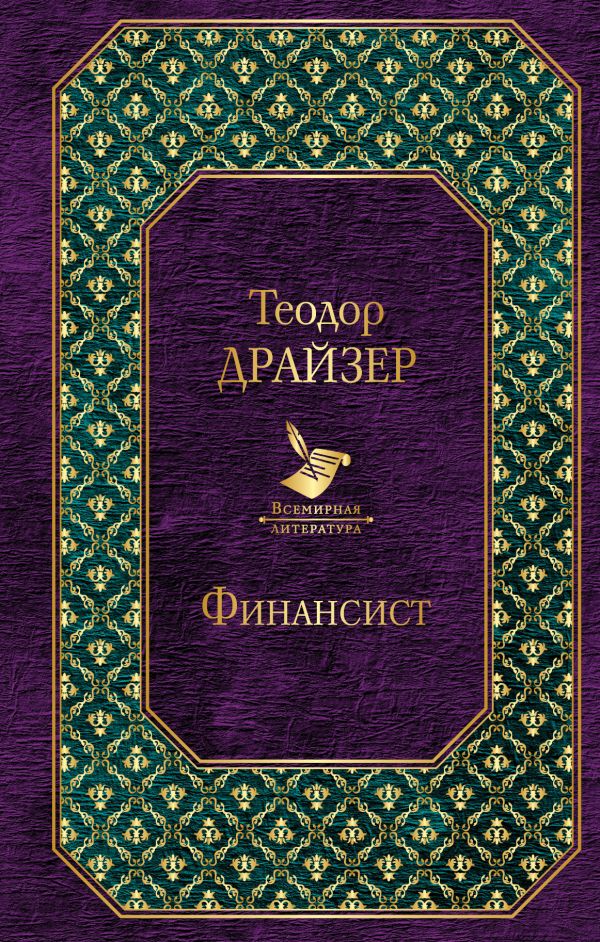 Теодор
ДРАЙЗЕР
Всемирная
литература
Финансист